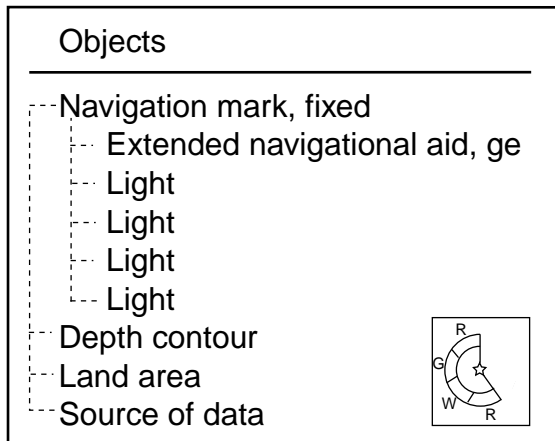 Objects
Navigation mark, fixed
Extended navigational aid, ge
Light
Light
Light
Light
Depth contour
Land area
Source of data
R
G
W
R